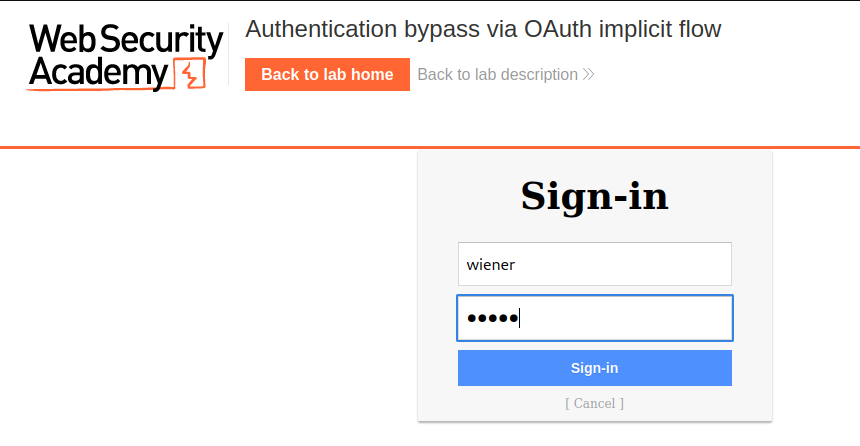 Web Security
Academy
Authentication bypass via OAuth implicit flow
Back to lab home
Back to lab description
Sign-in
wiener
•••••
Sign-in
[ Cancel ]